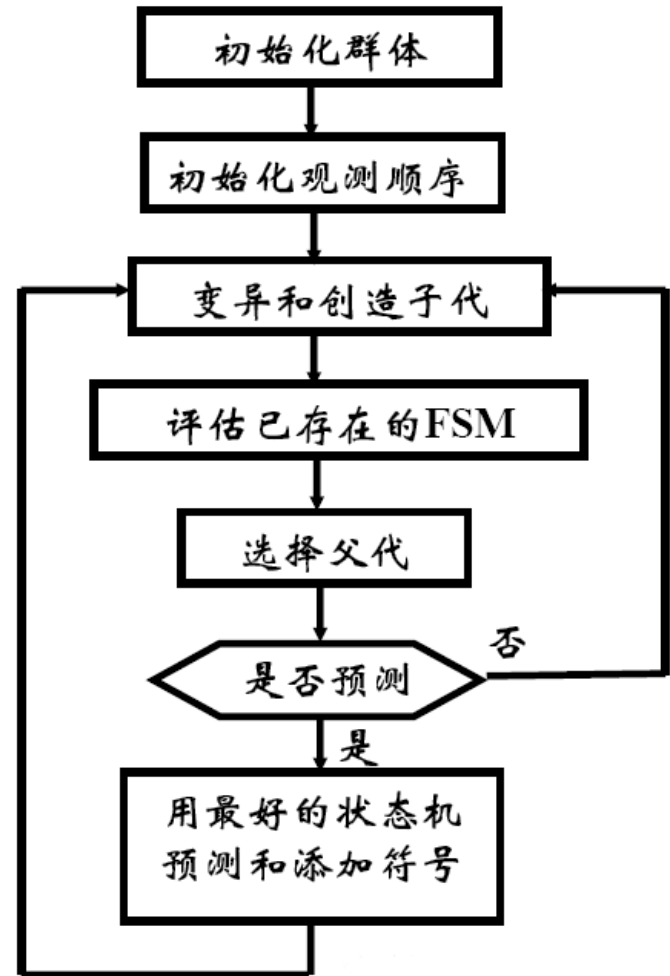 初始化群体
初始化观测顺序
变异和创造子代
评估已存在的FSM
选择父代
否
是否预测
是
用最好的状态机
预测和添加符号